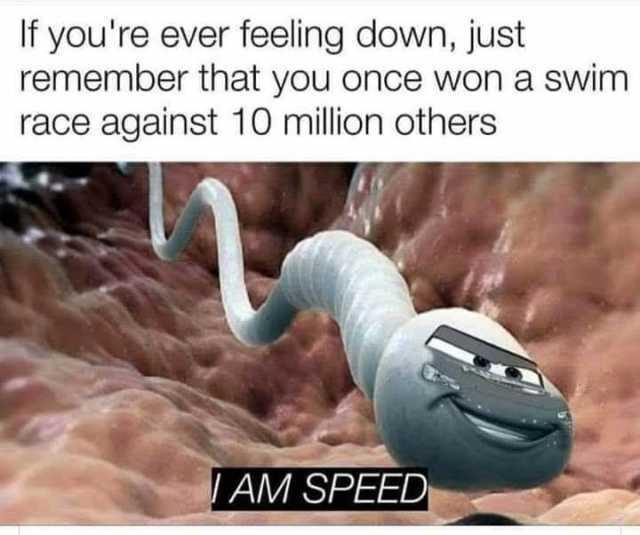 If you're ever feeling down, just
remember that you once won a swim
race against 10 million others
I AM SPEED